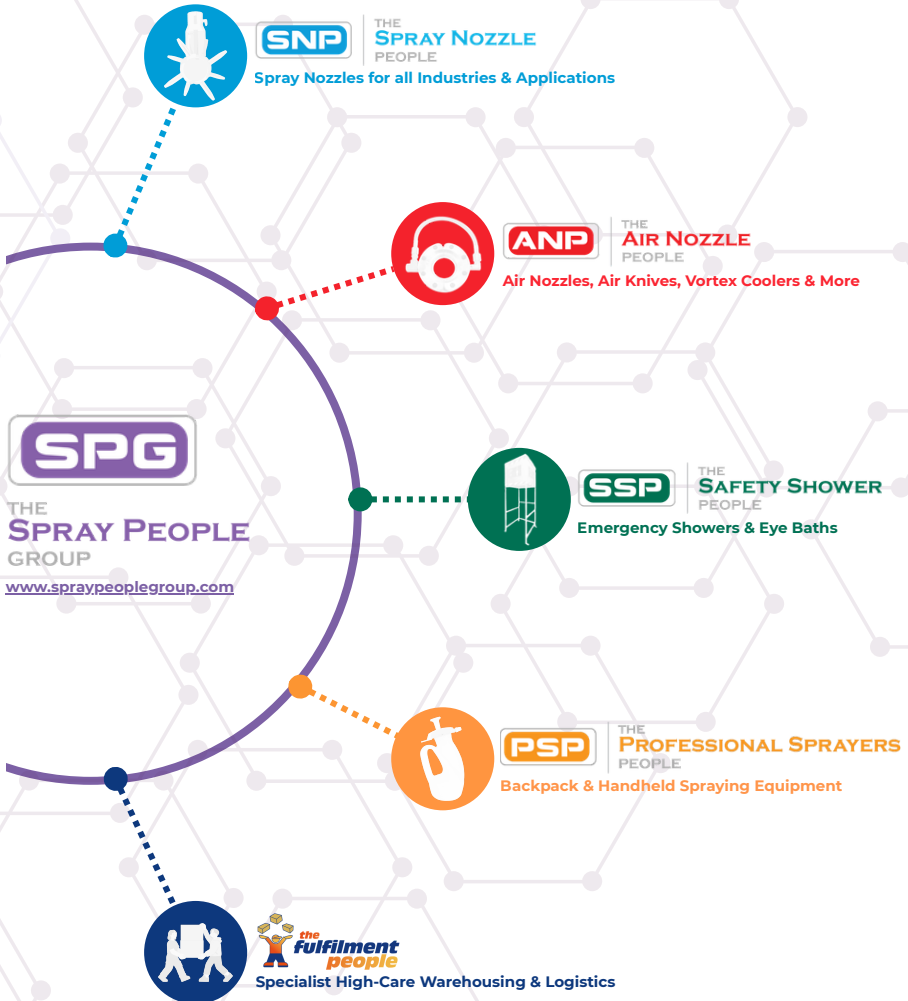 SNP
THE
SPRAY NOZZLE
PEOPLE
Spray Nozzles for all Industries & Applications
ANP
THE
AIR NOZZLE
PEOPLE
Air Nozzles, Air Knives, Vortex Coolers & More
SPG
THE
SPRAY PEOPLE
GROUP
www.spraypeoplegroup.com
SSP
THE
SAFETY SHOWER
PEOPLE
Emergency Showers & Eye Baths
PSP
THE
PROFESSIONAL SPRAYERS
PEOPLE
Backpack & Handheld Spraying Equipment
the
fulfilment
people
Specialist High-Care Warehousing & Logistics